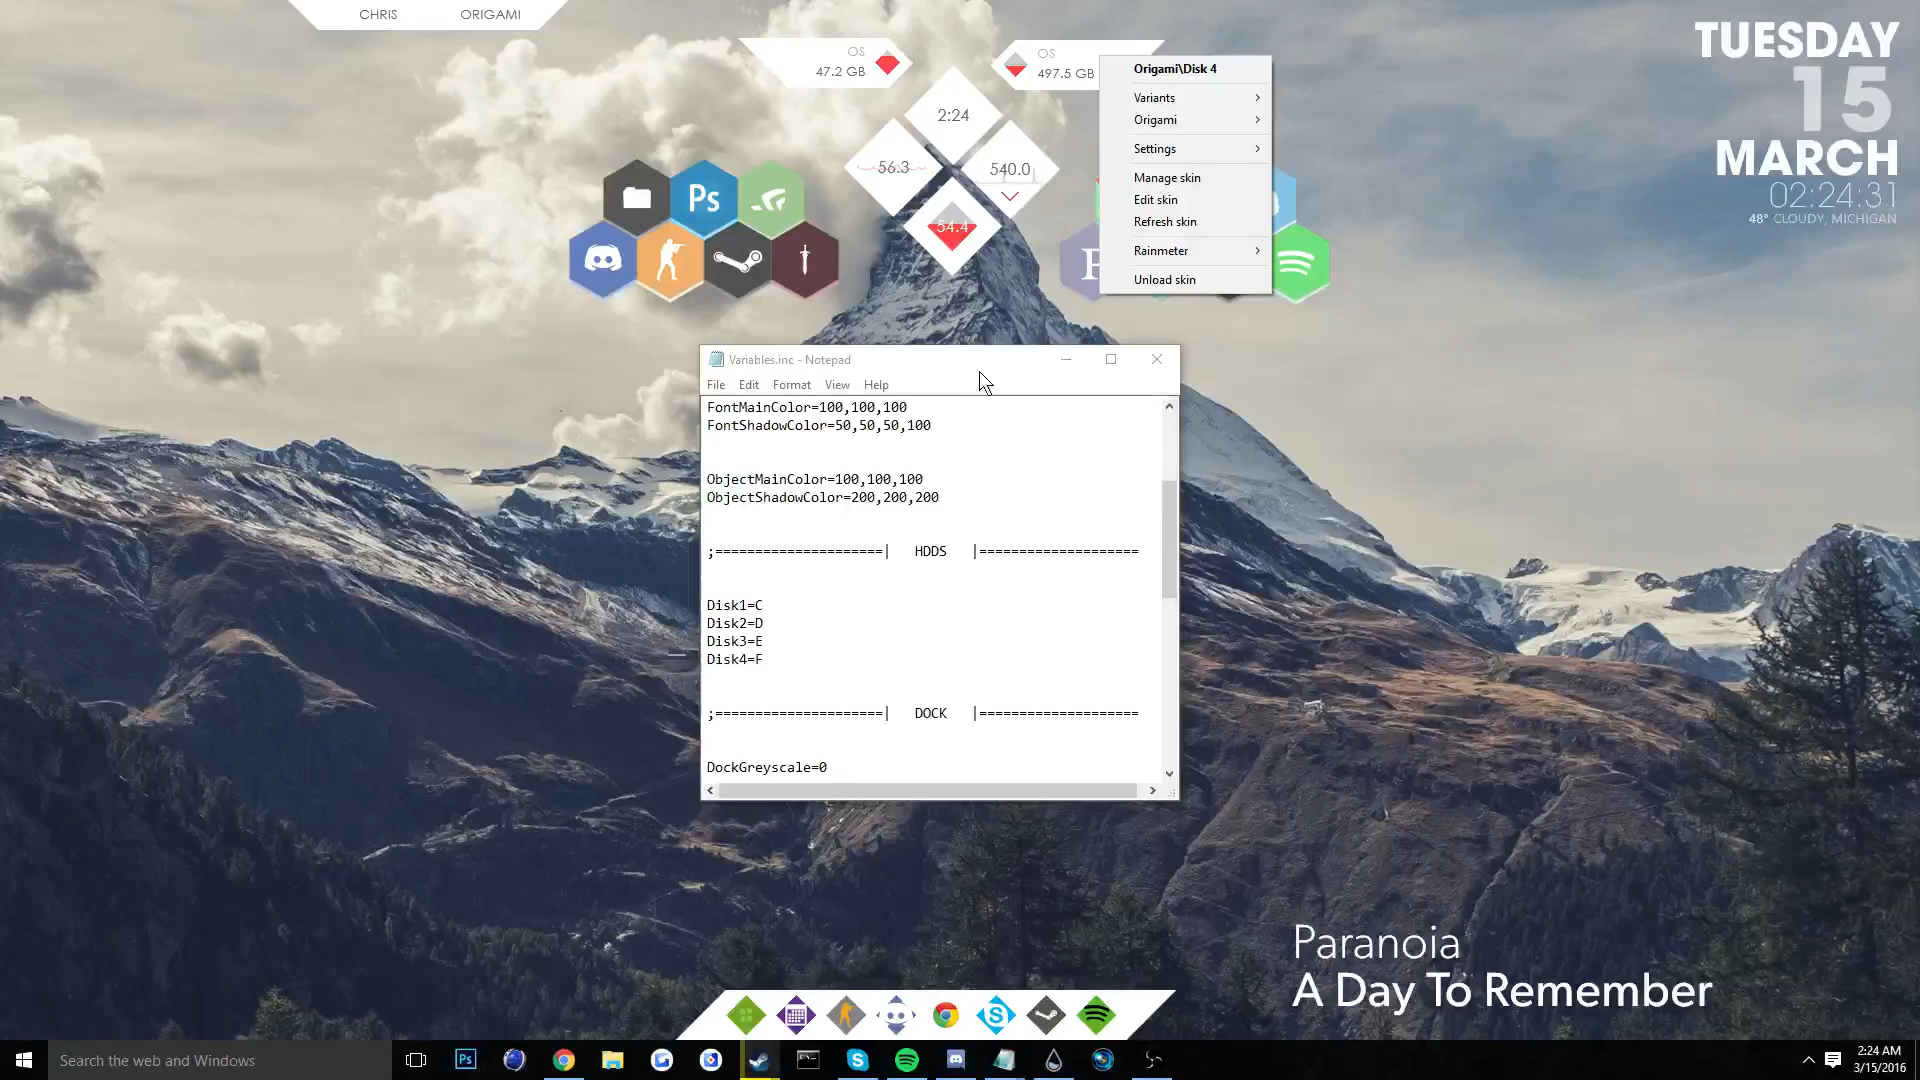 CHRIS ORIGAMI
OS
47.2 GB
OS
497.5 GB
2:24
56.3
540.0
54.4
Ps
TUESDAY
15
MARCH
02:24:31
48° CLOUDY, MICHIGAN
Origami\Disk 4
Variants
Origami
Settings
Manage skin
Edit skin
Refresh skin
Rainmeter
Unload skin
Variables.inc - Notepad
File Edit Format View Help
FontMainColor=100,100,100
FontShadowColor=50,50,50,100
ObjectMainColor=100,100,100
ObjectShadowColor=200,200,200
;=====================| HDDS |====================
Disk1=C
Disk2=D
Disk3=E
Disk4=F
;=====================| DOCK |====================
DockGreyscale=0
Paranoia
A Day To Remember
Search the web and Windows
Ps
2:24 AM
3/15/2016